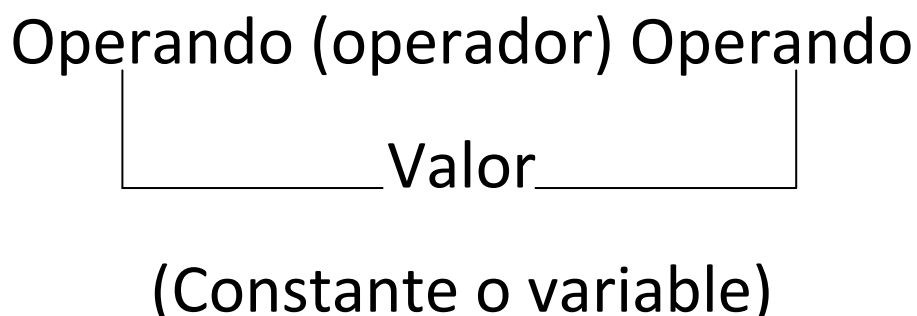 Operando (operador) Operando
Valor
(Constante o variable)